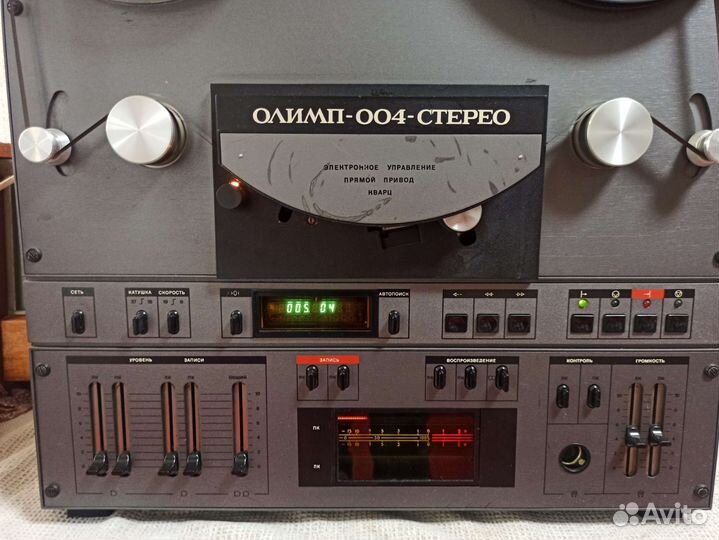 ОЛИМП-004-СТЕРЕО
ЭЛЕКТРОННОЕ УПРАВЛЕНИЕ
ПРЯМОЙ ПРИВОД
КВАРЦ
СЕТЬ
КАТУШКА
СКОРОСТЬ
АВТОПОИСК
005 04
УРОВЕНЬ ЗАПИСИ
ЗАПИСЬ
ВОСПРОИЗВЕДЕНИЕ
КОНТРОЛЬ
ГРОМКОСТЬ
ПК
ЛК
Avito